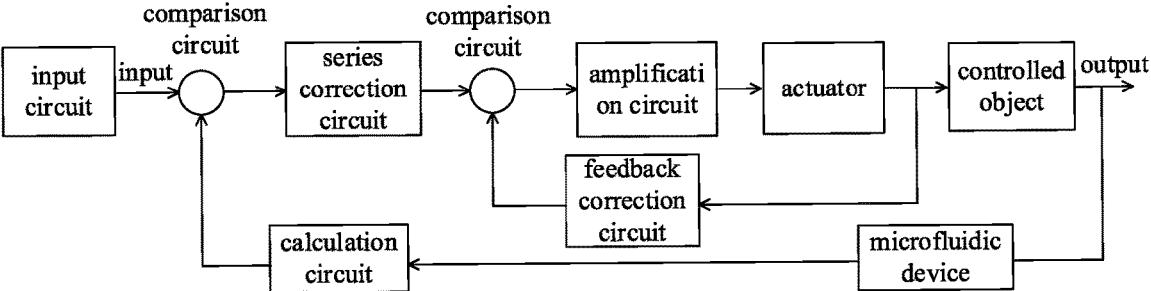 comparison
circuit
comparison
circuit
input
circuit
input
series
correction
circuit
amplificati
on circuit
actuator
controlled
object
output
feedback
correction
circuit
calculation
circuit
microfluidic
device